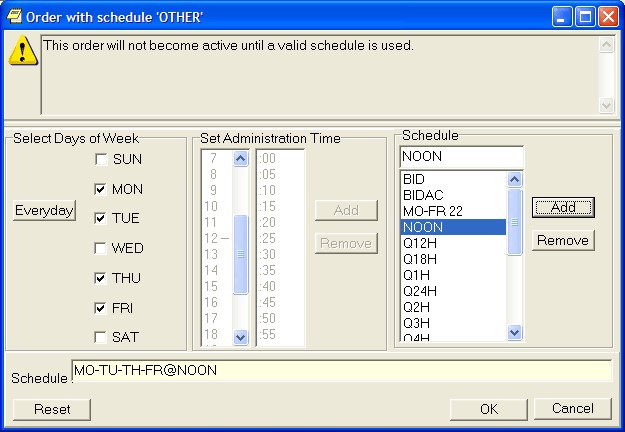 Order with schedule 'OTHER'
This order will not become active until a valid schedule is used.
Select Days of Week
SUN
MON
Everyday
TUE
WED
THU
FRI
SAT
Set Administration Time
7
8
9
10
11
12 –
13
14
15
16
17
18
:00
:05
:10
:15
:20
:25
:30
:35
:40
:45
:50
:55
Add
Remove
Schedule
NOON
BID
BIDAC
MO-FR 22
NOON
Q12H
Q18H
Q1H
Q24H
Q2H
Q3H
Q4H
Add
Remove
Schedule MO-TU-TH-FR@NOON
Reset
OK
Cancel